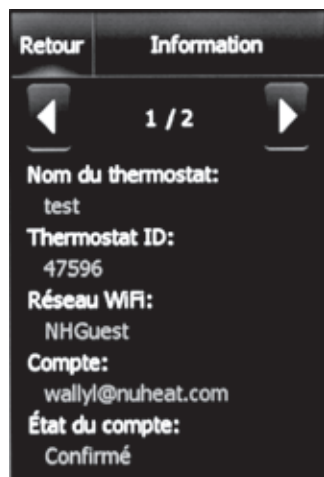 Retour Information
1 / 2
Nom du thermostat:
test
Thermostat ID:
47596
Réseau WiFi:
NHGuest
Compte:
wallyl@nuheat.com
État du compte:
Confirmé